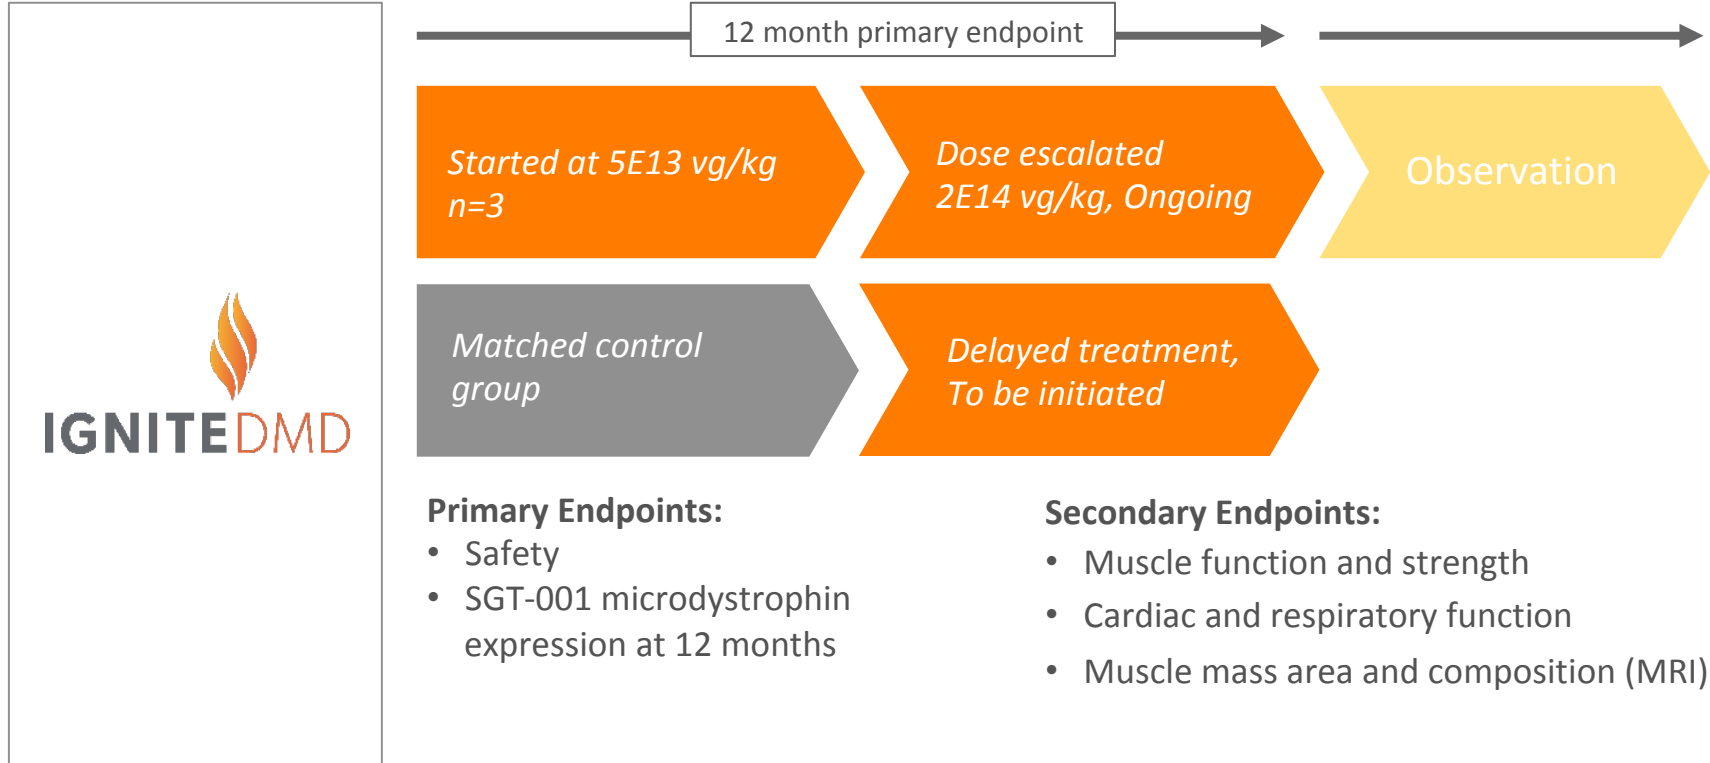 12 month primary endpoint
Started at 5E13 vg/kg
n=3
Dose escalated
2E14 vg/kg, Ongoing
Observation
Matched control
group
Delayed treatment,
To be initiated
IGNITEDMD
Primary Endpoints:
• Safety
• SGT-001 microdystrophin
expression at 12 months
Secondary Endpoints:
• Muscle function and strength
• Cardiac and respiratory function
• Muscle mass area and composition (MRI)